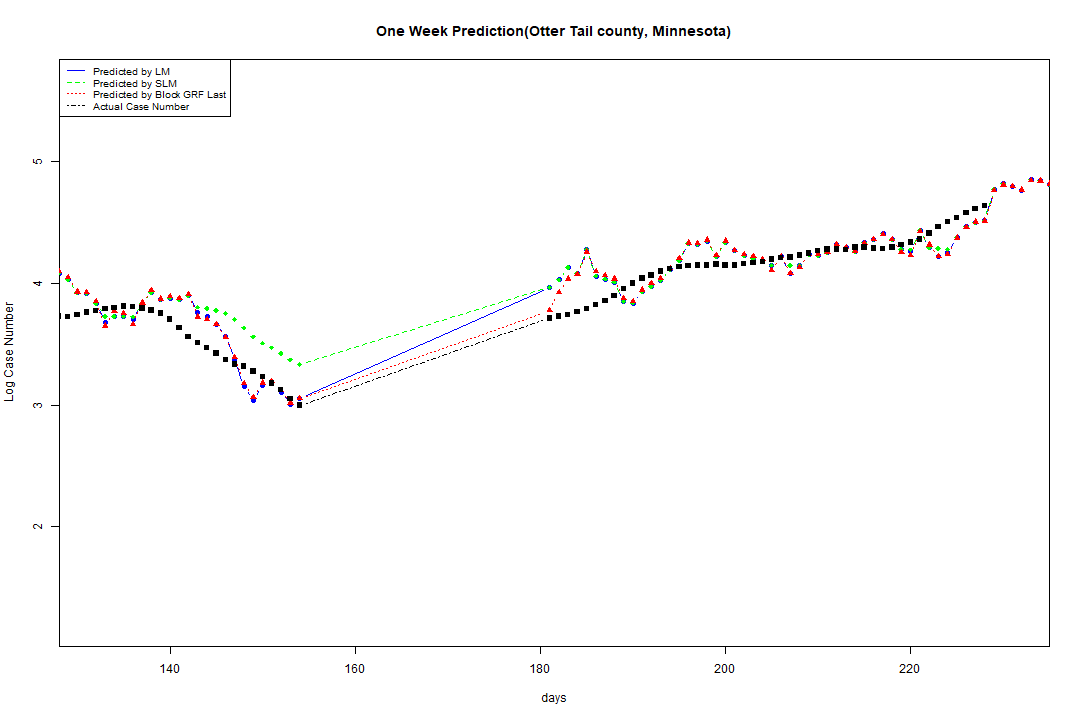 One Week Prediction(Otter Tail county, Minnesota)
Predicted by LM
Predicted by SLM
Predicted by Block GRF Last
Actual Case Number
Log Case Number
5
4
3
2
140 160 180 200 220
days